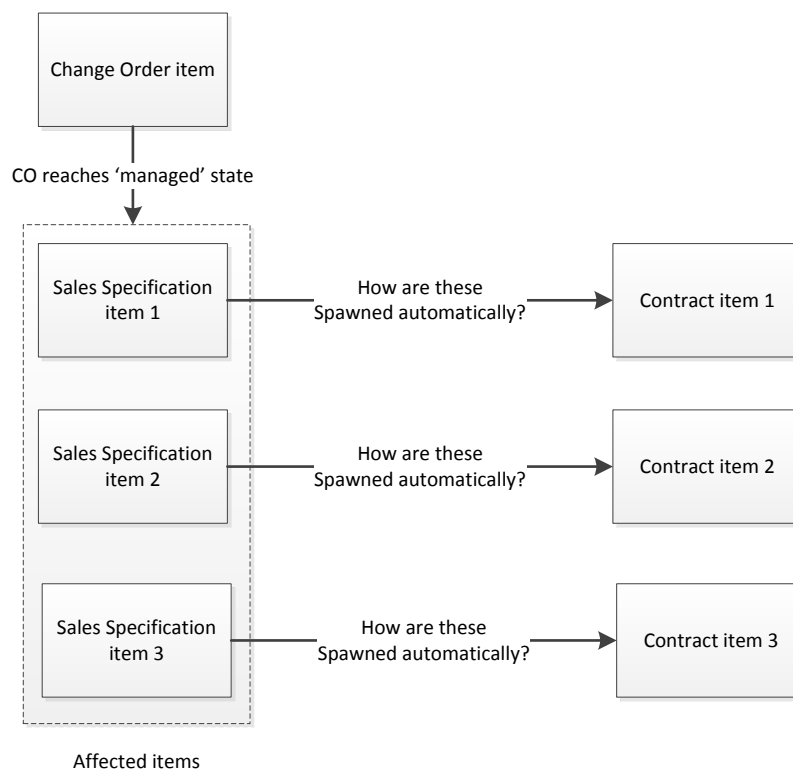 Change Order item
CO reaches ‘managed’ state
Sales Specification
item 1
How are these
Spawned automatically?
Contract item 1
Sales Specification
item 2
How are these
Spawned automatically?
Contract item 2
Sales Specification
item 3
How are these
Spawned automatically?
Contract item 3
Affected items